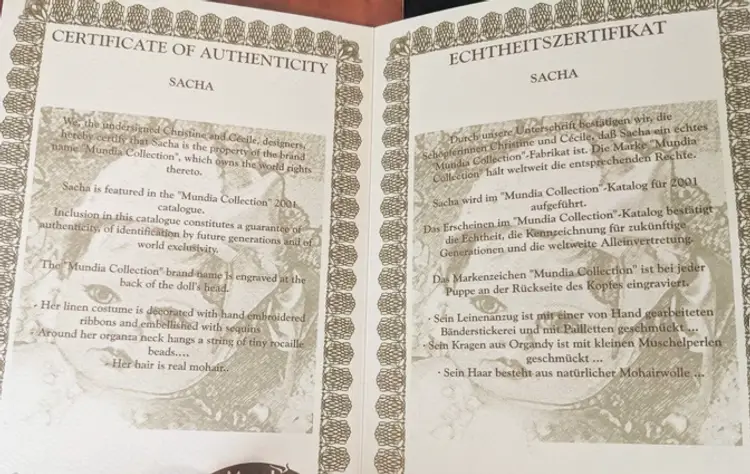 CERTIFICATE OF AUTHENTICITY
SACHA
We, the undersigned Christine and Cécile, designers,
hereby certify that Sacha is the property of the brand
name "Mundia Collection", which owns the world rights
thereto.
Sacha is featured in the "Mundia Collection" 2001
catalogue.
Inclusion in this catalogue constitutes a guarantee of
authenticity, of identification by future generations and of
world exclusivity.
The "Mundia Collection" brand name is engraved at the
back of the doll's head.
- Her linen costume is decorated with hand embroidered
ribbons and embellished with sequins
- Around her organza neck hangs a string of tiny rocaille
beads....
- Her hair is real mohair..
ECHTHEITSZERTIFIKAT
SACHA
Durch unsere Unterschrift bestätigen wir, die
Schöpferinnen Christine und Cécile, daß Sacha ein echtes
"Mundia Collection"-Fabrikat ist. Die Marke "Mundia
Collection" hält weltweit die entsprechenden Rechte.
Sacha wird im "Mundia Collection"-Katalog für 2001
aufgeführt.
Das Erscheinen im "Mundia Collection"-Katalog bestätigt
die Echtheit, die Kennzeichnung für zukünftige
Generationen und die weltweite Alleinvertretung.
Das Markenzeichen "Mundia Collection" ist bei jeder
Puppe an der Rückseite des Kopfes eingraviert.
· Sein Leinenanzug ist mit einer von Hand gearbeiteten
Bänderstickerei und mit Pailletten geschmückt ...
· Sein Kragen aus Organdy ist mit kleinen Muschelperlen
geschmückt ...
· Sein Haar besteht aus natürlicher Mohairwolle ...